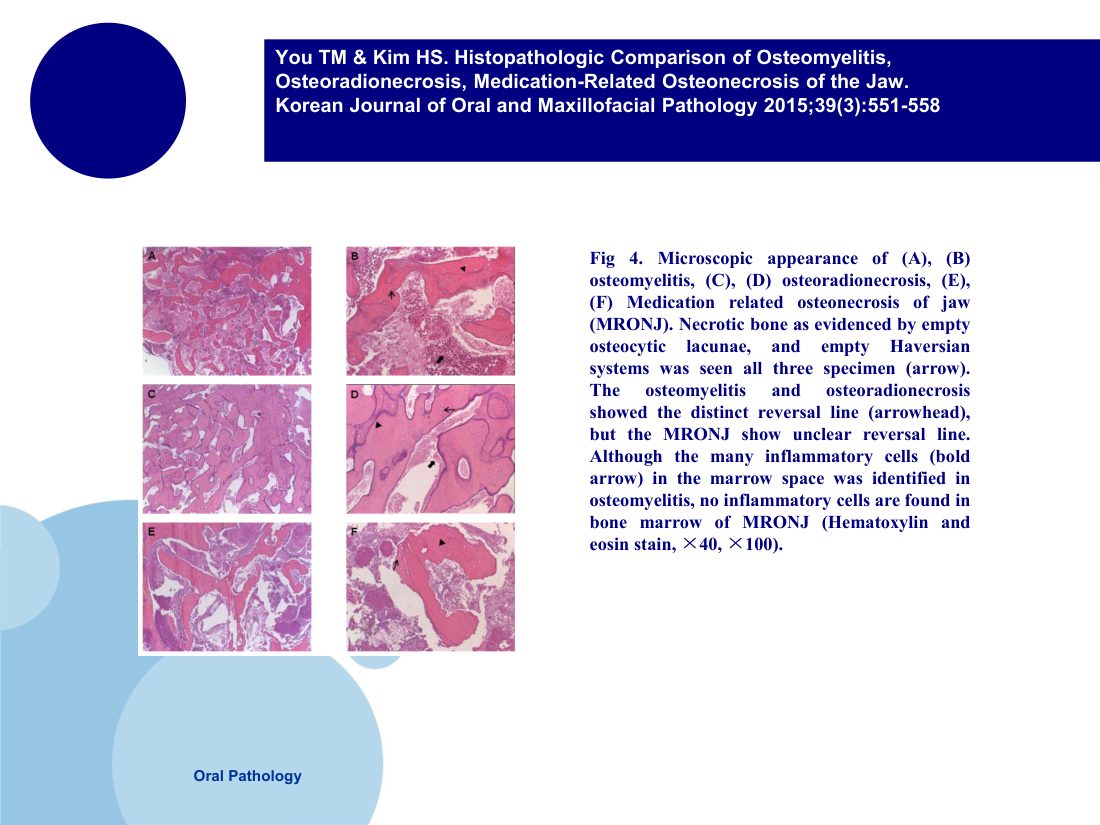 You TM & Kim HS. Histopathologic Comparison of Osteomyelitis,
Osteoradionecrosis, Medication-Related Osteonecrosis of the Jaw.
Korean Journal of Oral and Maxillofacial Pathology 2015;39(3):551-558
A
B
C
D
E
F
Fig 4. Microscopic appearance of (A), (B)
osteomyelitis, (C), (D) osteoradionecrosis, (E),
(F) Medication related osteonecrosis of jaw
(MRONJ). Necrotic bone as evidenced by empty
osteocytic lacunae, and empty Haversian
systems was seen all three specimen (arrow).
The osteomyelitis and osteoradionecrosis
showed the distinct reversal line (arrowhead),
but the MRONJ show unclear reversal line.
Although the many inflammatory cells (bold
arrow) in the marrow space was identified in
osteomyelitis, no inflammatory cells are found in
bone marrow of MRONJ (Hematoxylin and
eosin stain, ×40, ×100).
Oral Pathology